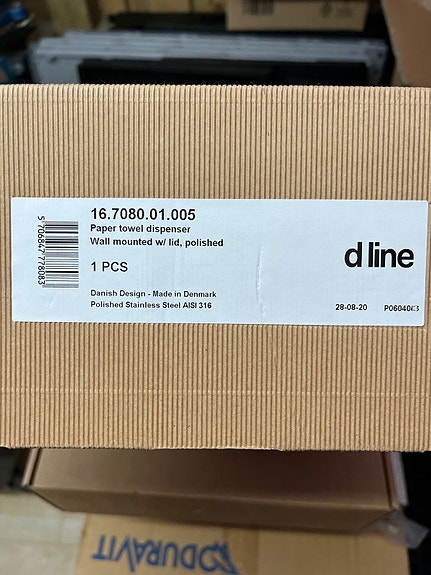 16.7080.01.005
Paper towel dispenser
Wall mounted w/ lid, polished
1 PCS
Danish Design - Made in Denmark
Polished Stainless Steel AISI 316
5 706847 778083
d line
28-08-20
DURAVIT